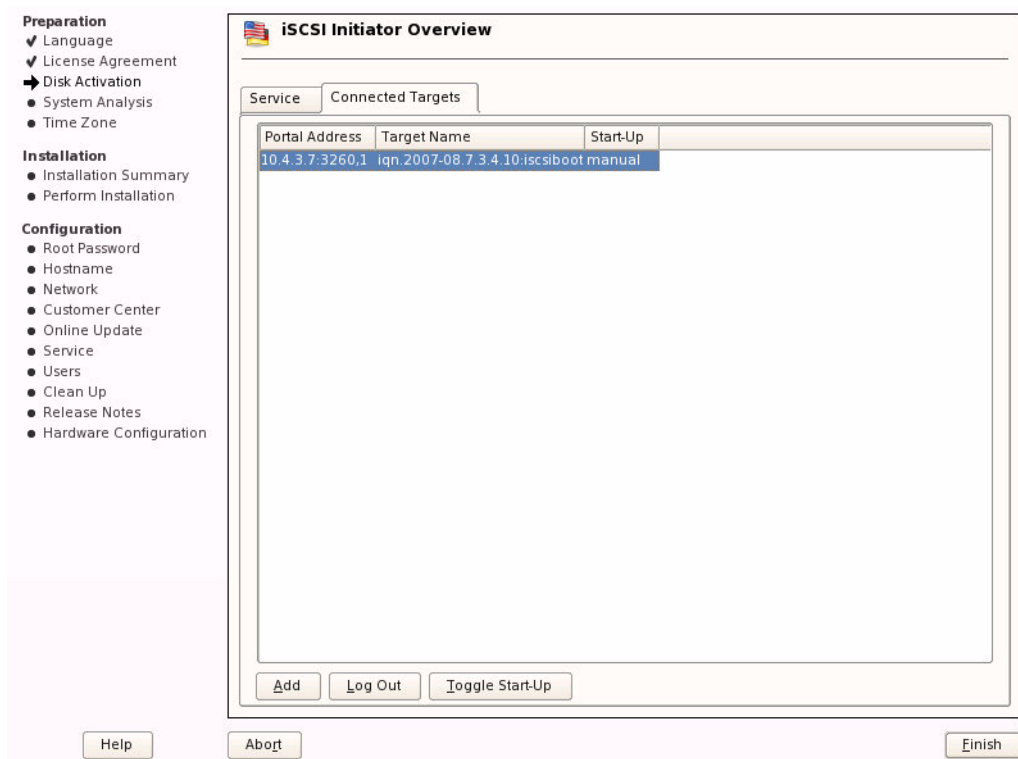 Preparation
Language
License Agreement
Disk Activation
System Analysis
Time Zone
Installation
Installation Summary
Perform Installation
Configuration
Root Password
Hostname
Network
Customer Center
Online Update
Service
Users
Clean Up
Release Notes
Hardware Configuration
iSCSI Initiator Overview
Service Connected Targets
Portal Address Target Name Start-Up
10.4.3.7:3260,1 iqn.2007-08.7.3.4.10:iscsiboot manual
Add Log Out Toggle Start-Up
Help Abort Finish